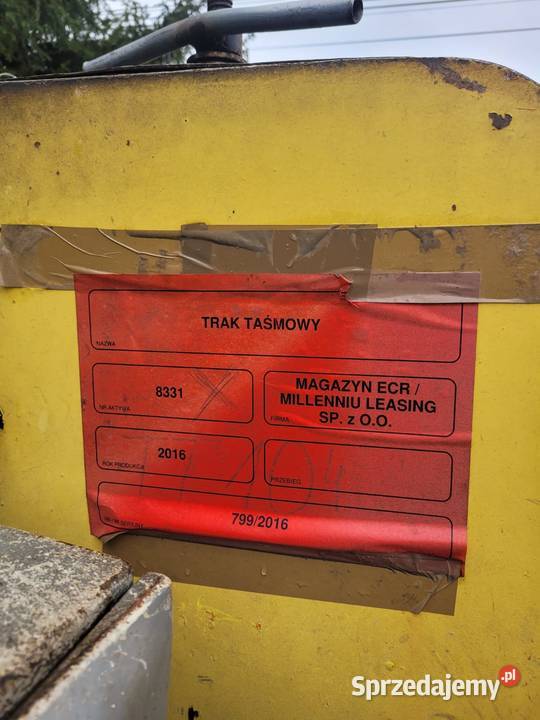 TRAK TAŚMOWY
NAZWA
8331
NR AKTYWA
MAGAZYN ECR /
MILLENNIU LEASING
SP. z O.O.
FIRMA
2016
ROK PRODUKCJI
PRZEBIEG
799/2016
Sprzedajemy.pl